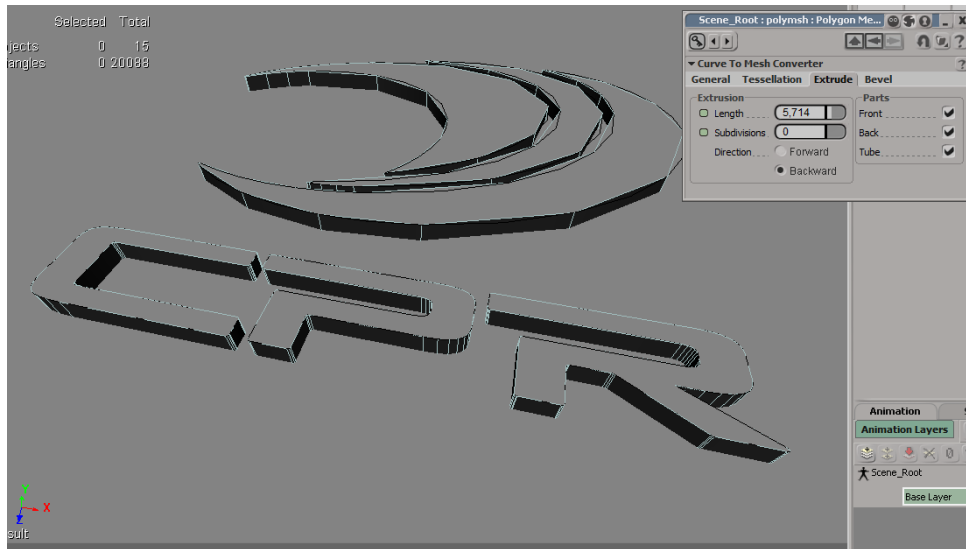 Selected Total
jects 0 15
angles 0 20088
Scene_Root : polymsh : Polygon Me...
Curve To Mesh Converter
General Tessellation Extrude Bevel
Extrusion
Length 5,714
Subdivisions 0
Direction Forward
Backward
Parts
Front
Back
Tube
CPR
Animation S
Animation Layers
Scene_Root
Base Layer
Y
X
Z
sult